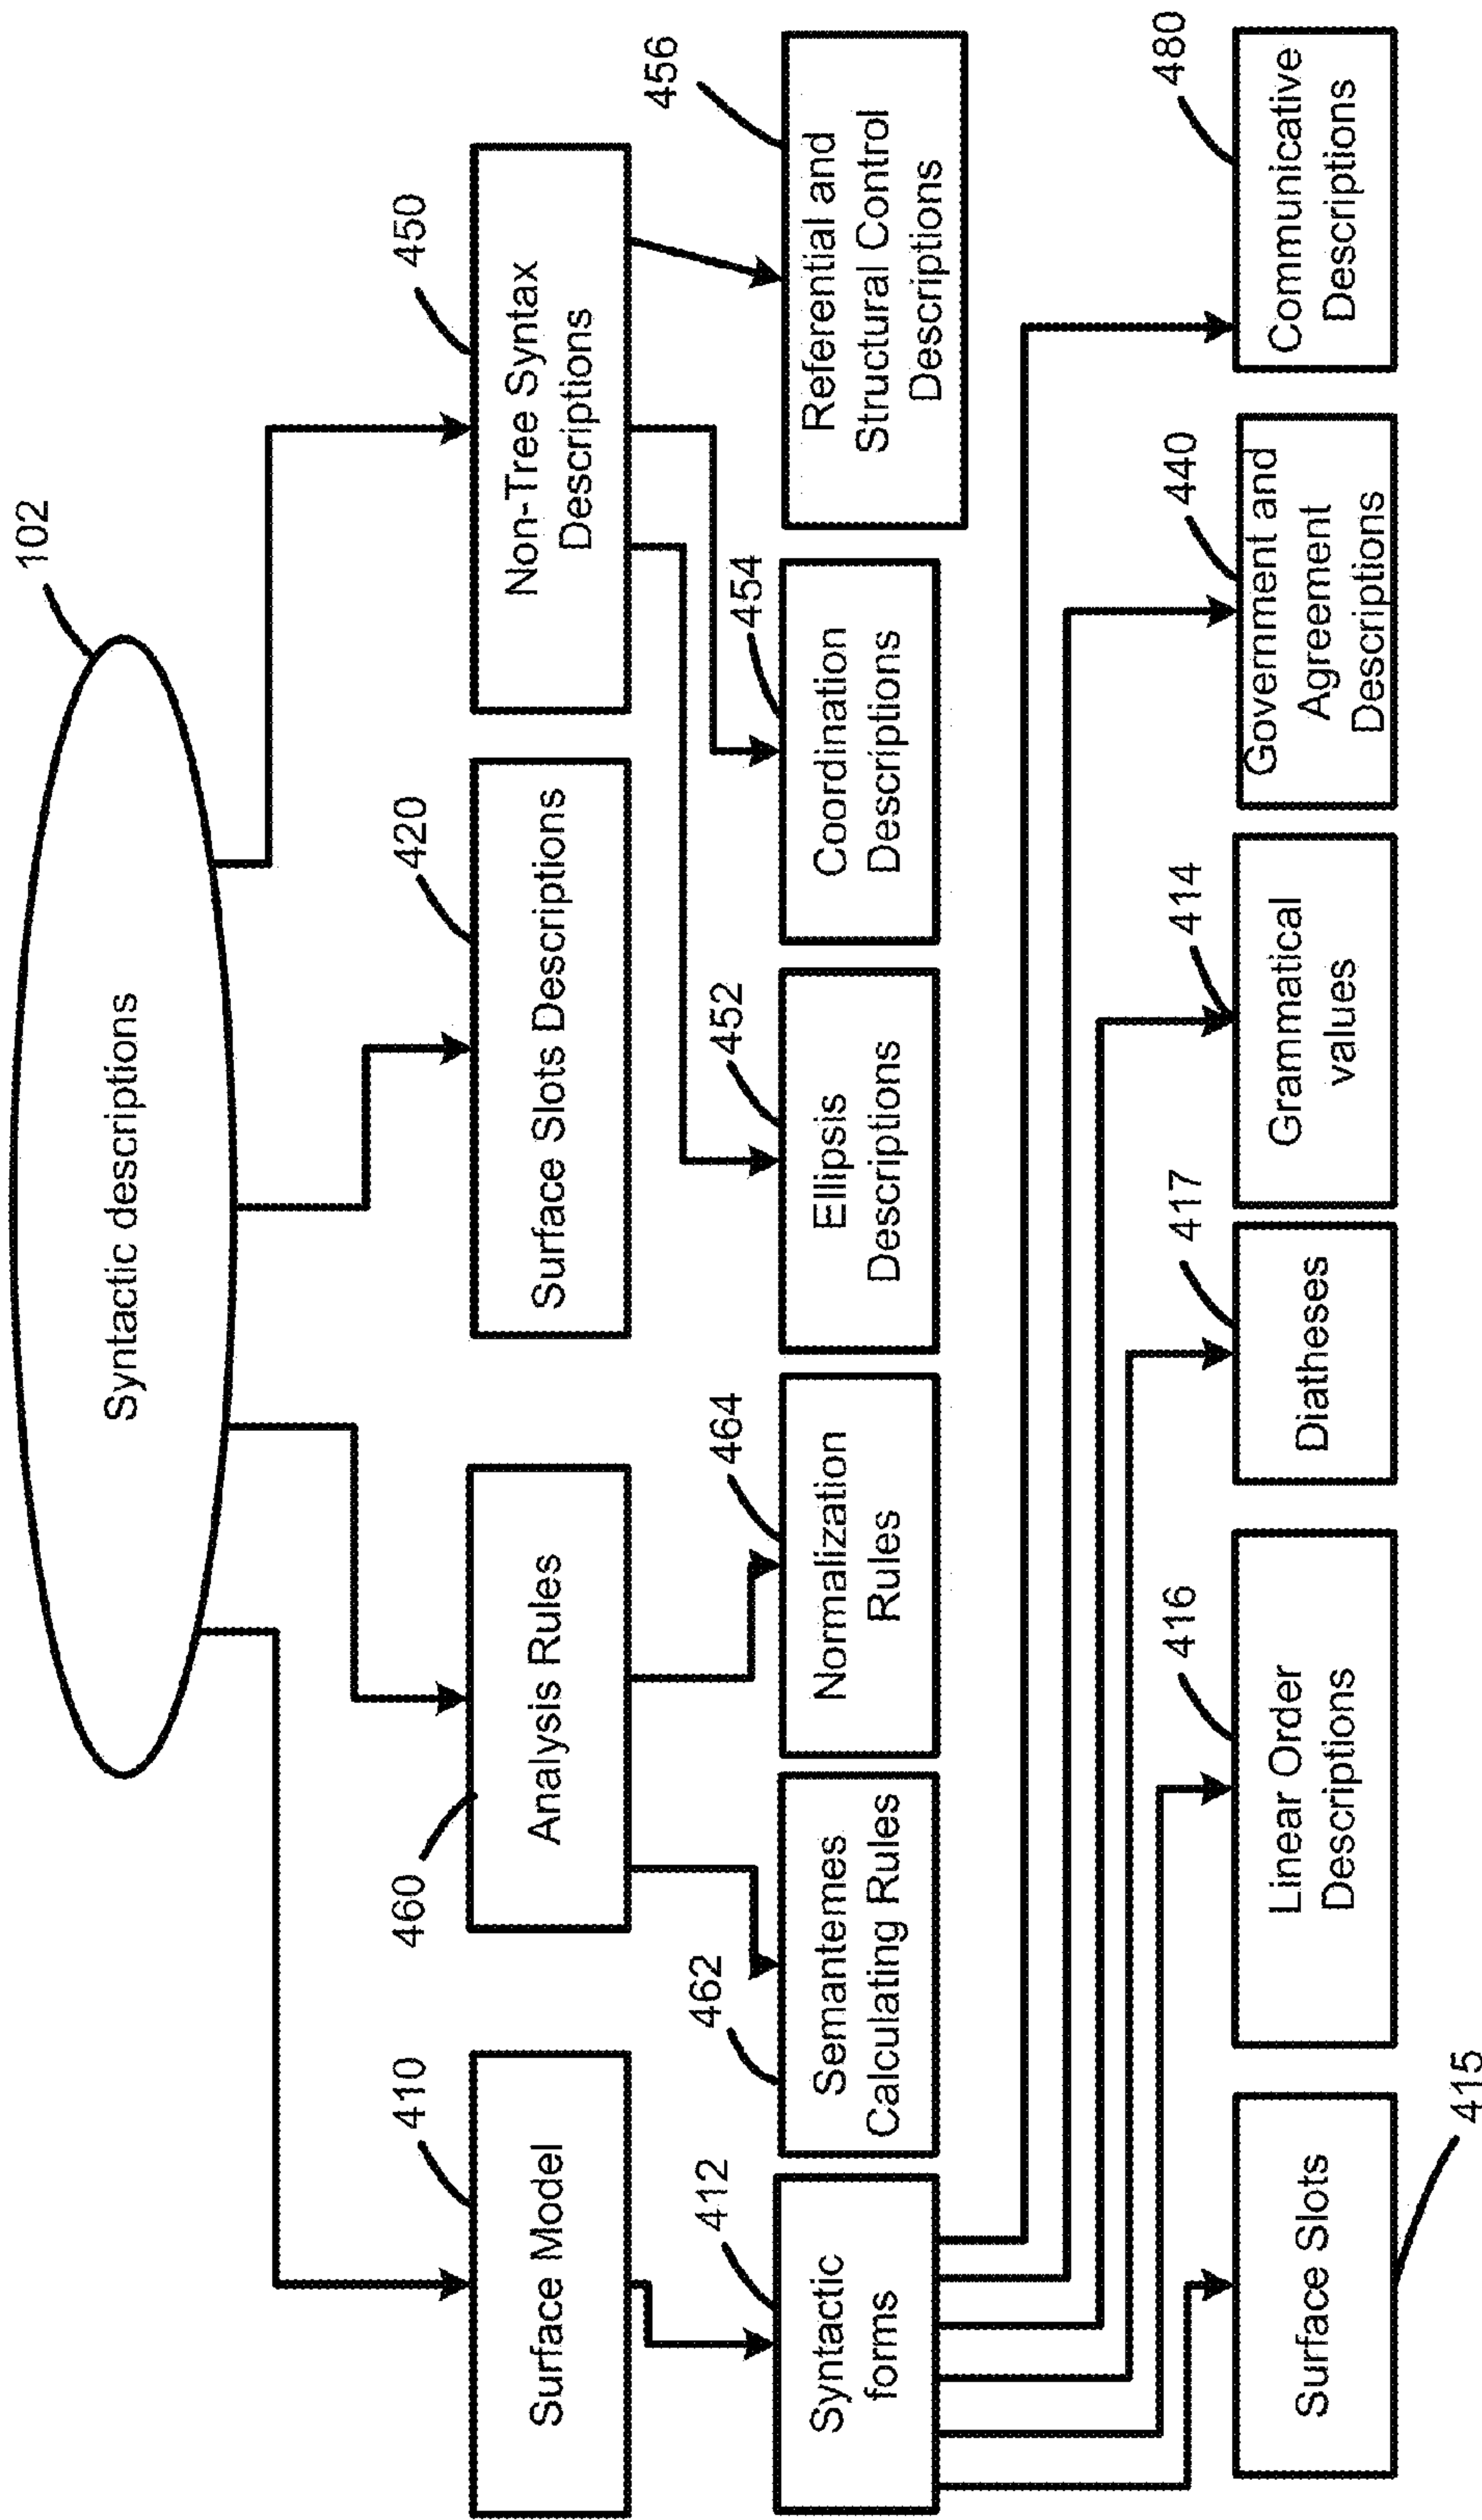 102
Syntactic descriptions
410
Surface Model
460
Analysis Rules
420
Surface Slots Descriptions
450
Non-Tree Syntax
Descriptions
412
Syntactic
forms
462
Semantemes
Calculating Rules
464
Normalization
Rules
452
Ellipsis
Descriptions
454
Coordination
Descriptions
456
Referential and
Structural Control
Descriptions
Surface Slots
415
416
Linear Order
Descriptions
417
Diatheses
414
Grammatical
values
440
Government and
Agreement
Descriptions
480
Communicative
Descriptions